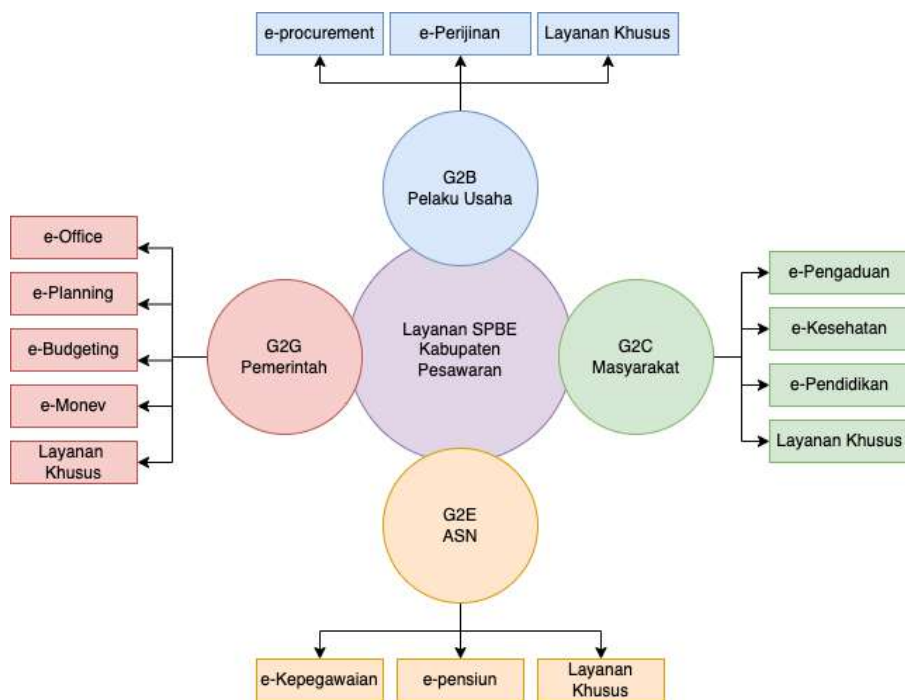 e-procurement
e-Perijinan
Layanan Khusus
G2B
Pelaku Usaha
e-Office
e-Planning
e-Budgeting
e-Monev
Layanan
Khusus
G2G
Pemerintah
Layanan SPBE
Kabupaten
Pesawaran
G2C
Masyarakat
e-Pengaduan
e-Kesehatan
e-Pendidikan
Layanan Khusus
G2E
ASN
e-Kepegawaian
e-pensiun
Layanan
Khusus